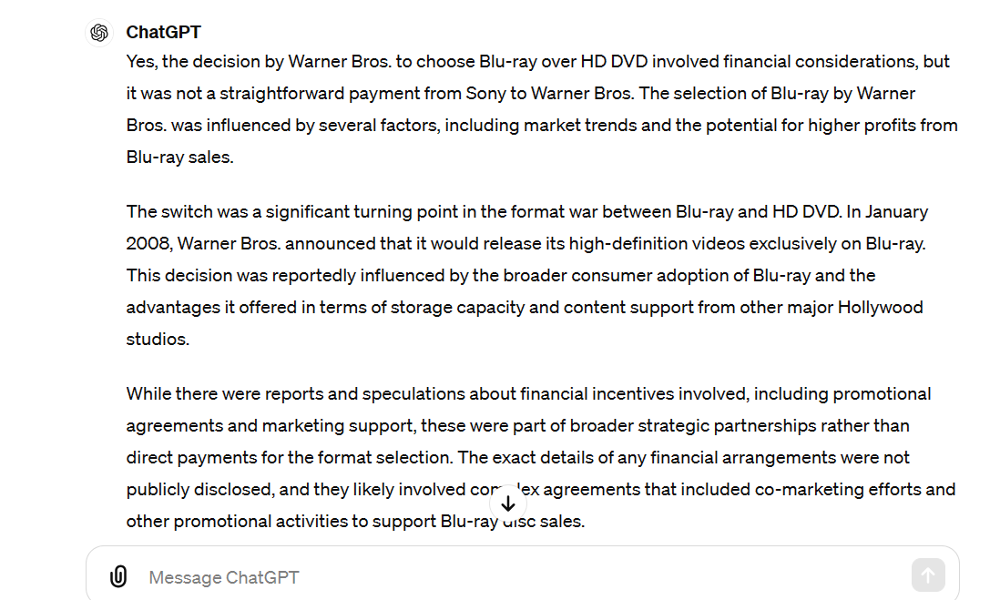 ChatGPT
Yes, the decision by Warner Bros. to choose Blu-ray over HD DVD involved financial considerations, but
it was not a straightforward payment from Sony to Warner Bros. The selection of Blu-ray by Warner
Bros. was influenced by several factors, including market trends and the potential for higher profits from
Blu-ray sales.
The switch was a significant turning point in the format war between Blu-ray and HD DVD. In January
2008, Warner Bros. announced that it would release its high-definition videos exclusively on Blu-ray.
This decision was reportedly influenced by the broader consumer adoption of Blu-ray and the
advantages it offered in terms of storage capacity and content support from other major Hollywood
studios.
While there were reports and speculations about financial incentives involved, including promotional
agreements and marketing support, these were part of broader strategic partnerships rather than
direct payments for the format selection. The exact details of any financial arrangements were not
publicly disclosed, and they likely involved complex agreements that included co-marketing efforts and
other promotional activities to support Blu-ray disc sales.
Message ChatGPT